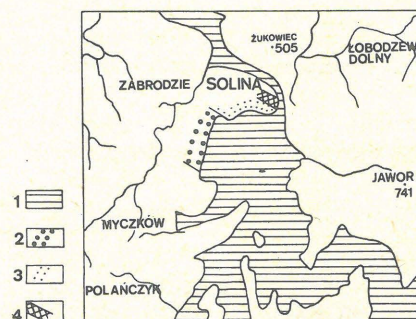 ŻUKOWIEC
505
ŁOBODZEW
DOLNY
ZABRODZIE
SOLINA
JAWOR
741
1
2
3
4
MYCZKÓW
POLAŃCZYK